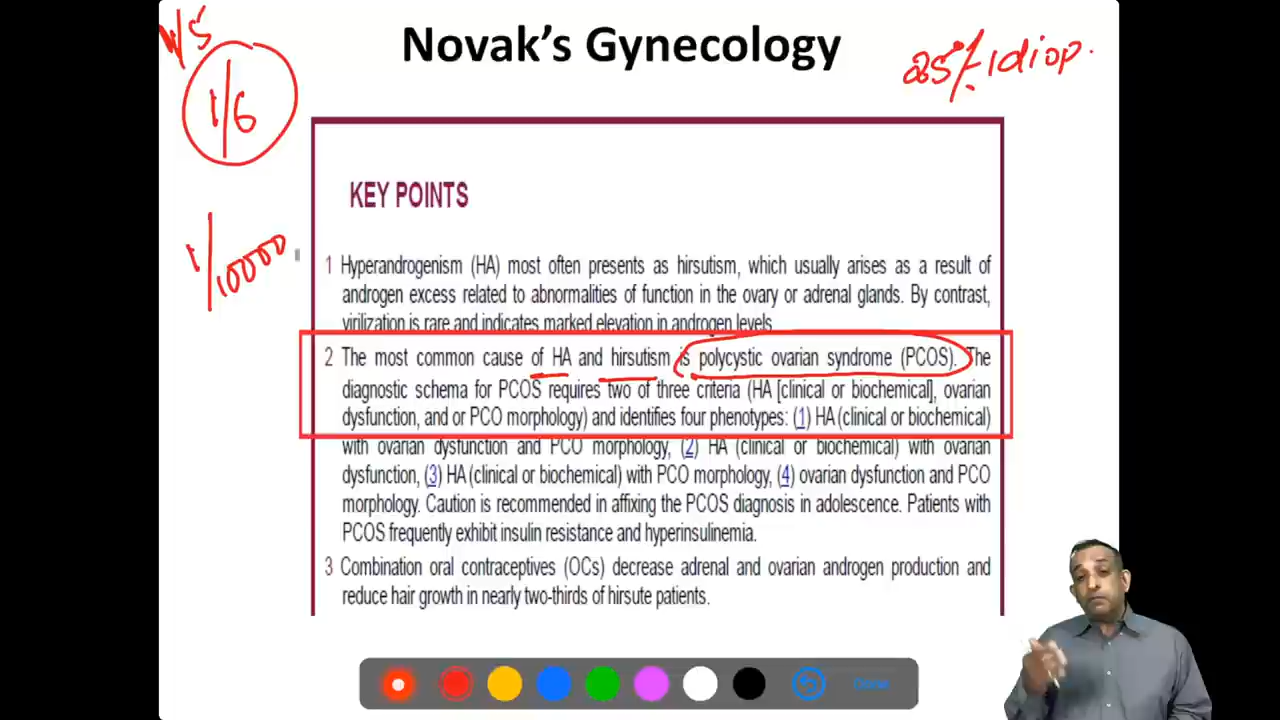 Novak's Gynecology
1/6
1/10000
25% Idiop.
KEY POINTS
1 Hyperandrogenism (HA) most often presents as hirsutism, which usually arises as a result of
androgen excess related to abnormalities of function in the ovary or adrenal glands. By contrast,
virilization is rare and indicates marked elevation in androgen levels.
2 The most common cause of HA and hirsutism is polycystic ovarian syndrome (PCOS). The
diagnostic schema for PCOS requires two of three criteria (HA [clinical or biochemical], ovarian
dysfunction, and or PCO morphology) and identifies four phenotypes: (1) HA (clinical or biochemical)
with ovarian dysfunction and PCO morphology, (2) HA (clinical or biochemical) with ovarian
dysfunction, (3) HA (clinical or biochemical) with PCO morphology, (4) ovarian dysfunction and PCO
morphology. Caution is recommended in affixing the PCOS diagnosis in adolescence. Patients with
PCOS frequently exhibit insulin resistance and hyperinsulinemia.
3 Combination oral contraceptives (OCs) decrease adrenal and ovarian androgen production and
reduce hair growth in nearly two-thirds of hirsute patients.
Done